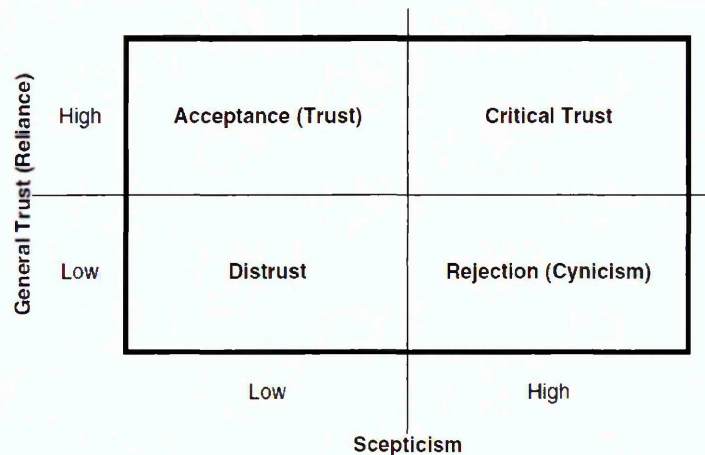 General Trust (Reliance)
High
Acceptance (Trust)
Critical Trust
Low
Distrust
Rejection (Cynicism)
Low
High
Scepticism